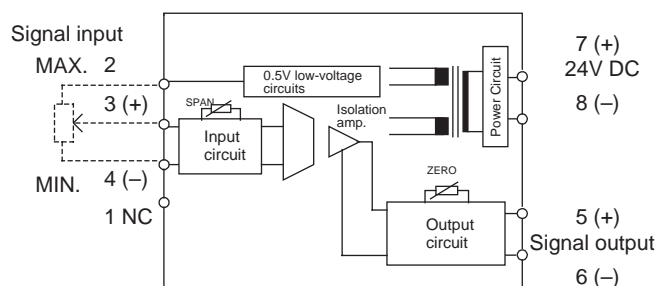 Signal input
MAX. 2
3 (+)
MIN. 4 (–)
1 NC
0.5V low-voltage
circuits
SPAN
Input
circuit
Isolation
amp.
Power Circuit
ZERO
Output
circuit
7 (+)
24V DC
8 (–)
5 (+)
Signal output
6 (–)